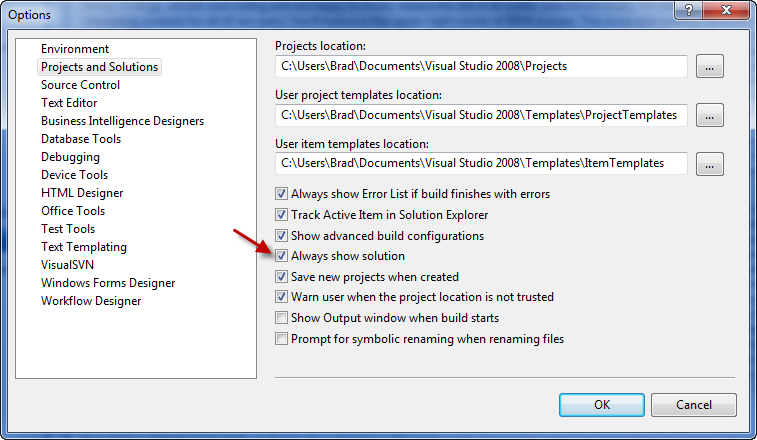 Options
Environment
Projects and Solutions
Source Control
Text Editor
Business Intelligence Designers
Database Tools
Debugging
Device Tools
HTML Designer
Office Tools
Test Tools
Text Templating
VisualSVN
Windows Forms Designer
Workflow Designer
Projects location:
C:\Users\Brad\Documents\Visual Studio 2008\Projects
...
User project templates location:
C:\Users\Brad\Documents\Visual Studio 2008\Templates\ProjectTemplates
...
User item templates location:
C:\Users\Brad\Documents\Visual Studio 2008\Templates\ItemTemplates
...
Always show Error List if build finishes with errors
Track Active Item in Solution Explorer
Show advanced build configurations
Always show solution
Save new projects when created
Warn user when the project location is not trusted
Show Output window when build starts
Prompt for symbolic renaming when renaming files
OK
Cancel